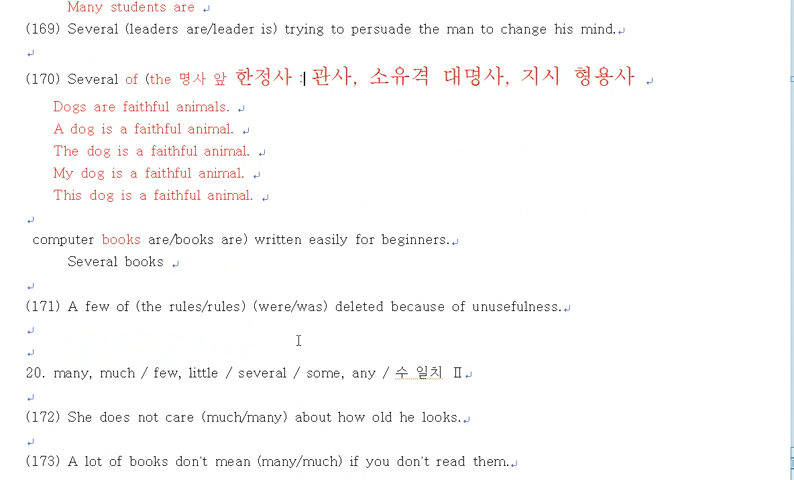 Many students are
(169) Several (leaders are/leader is) trying to persuade the man to change his mind.
(170) Several of (the 명사 앞 한정사 : 관사, 소유격 대명사, 지시 형용사
Dogs are faithful animals.
A dog is a faithful animal.
The dog is a faithful animal.
My dog is a faithful animal.
This dog is a faithful animal.
computer books are/books are) written easily for beginners.
Several books
(171) A few of (the rules/rules) (were/was) deleted because of unusefulness.
20. many, much / few, little / several / some, any / 수 일치 Ⅱ
(172) She does not care (much/many) about how old he looks.
(173) A lot of books don't mean (many/much) if you don't read them.